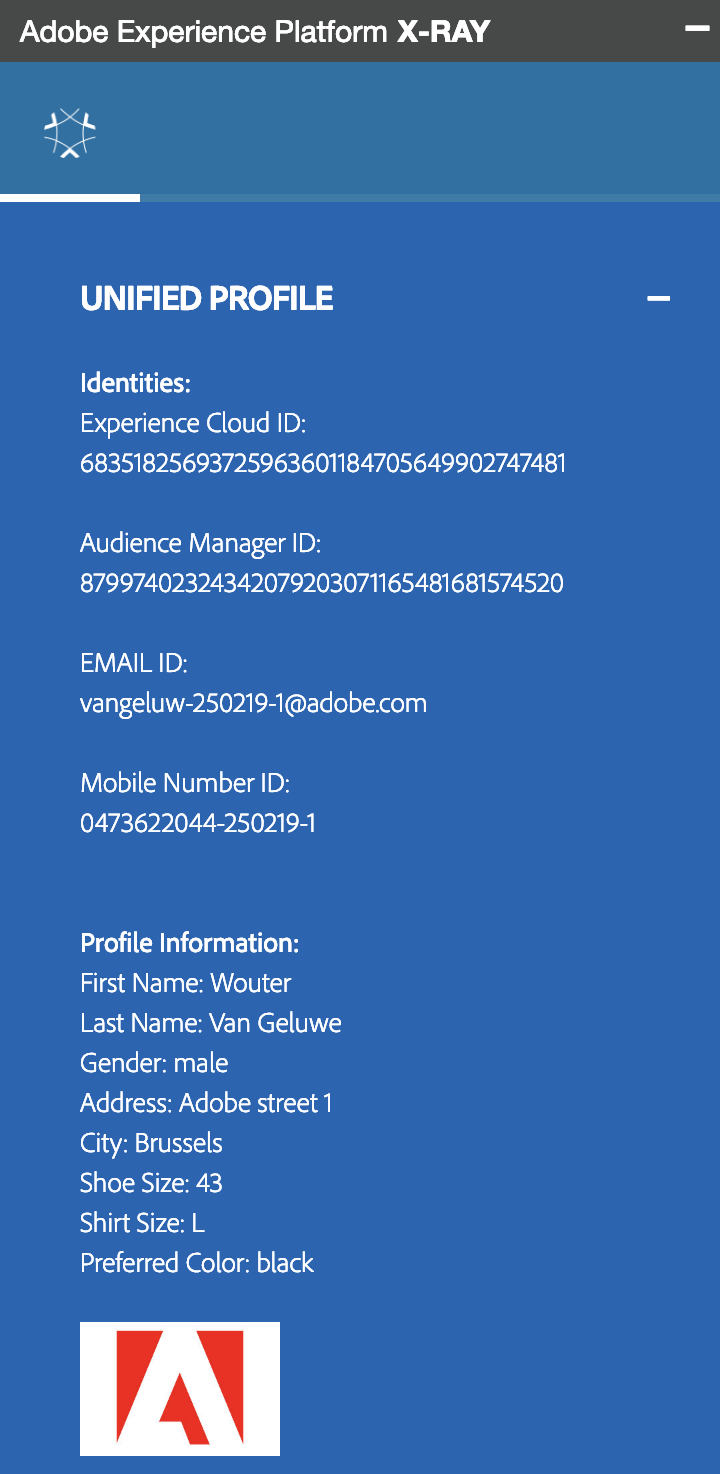 Adobe Experience Platform X-RAY
UNIFIED PROFILE
Identities:
Experience Cloud ID:
68351825693725963601184705649902747481
Audience Manager ID:
87997402324342079203071165481681574520
EMAIL ID:
vangeluw-250219-1@adobe.com
Mobile Number ID:
0473622044-250219-1
Profile Information:
First Name: Wouter
Last Name: Van Geluwe
Gender: male
Address: Adobe street 1
City: Brussels
Shoe Size: 43
Shirt Size: L
Preferred Color: black